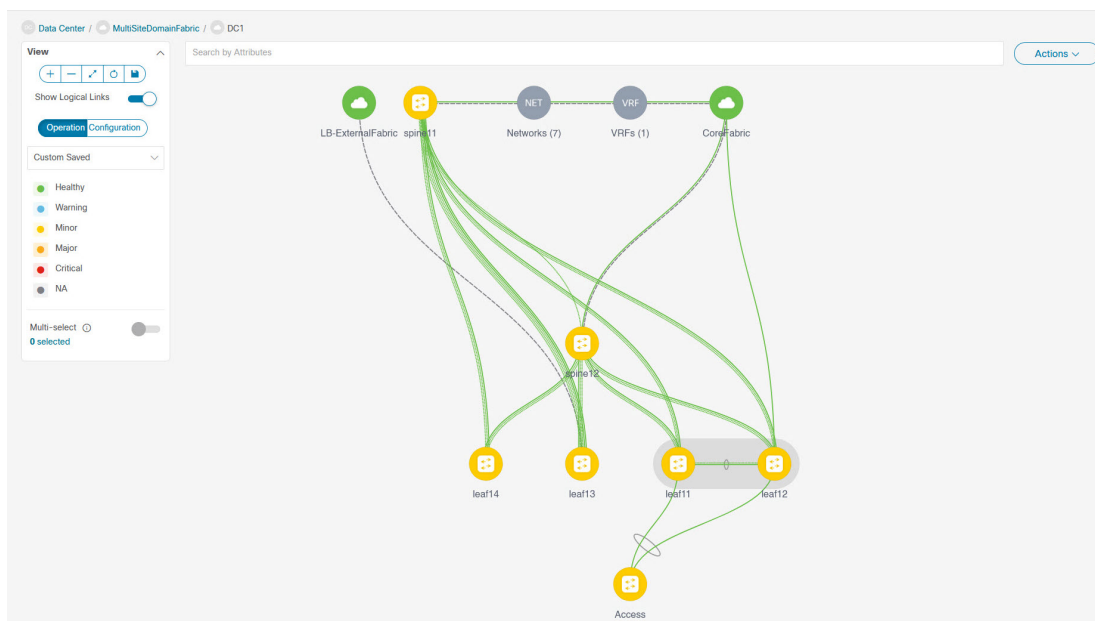 Data Center / MultiSiteDomainFabric / DC1
View
Search by Attributes
Actions
Show Logical Links
Operation Configuration
Custom Saved
Healthy
Warning
Minor
Major
Critical
NA
Multi-select
0 selected
LB-ExternalFabric
spine11
NET
Networks (7)
VRF
VRFs (1)
CoreFabric
spine12
leaf14
leaf13
leaf11
leaf12
Access